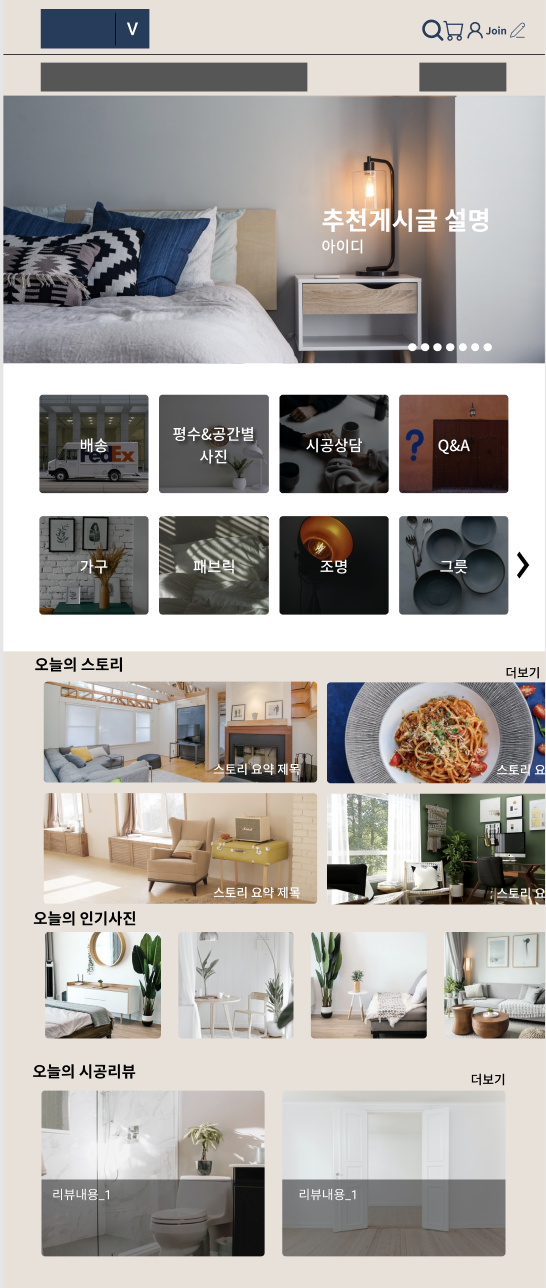 V
Join
추천게시글 설명
아이디
배송
FedEx
평수&공간별
사진
시공상담
?
Q&A
가구
패브릭
조명
그릇
오늘의 스토리
더보기
스토리 요약 제목
스토리 요
스토리 요약 제목
스토리 요
오늘의 인기사진
오늘의 시공리뷰
더보기
리뷰내용_1
리뷰내용_1